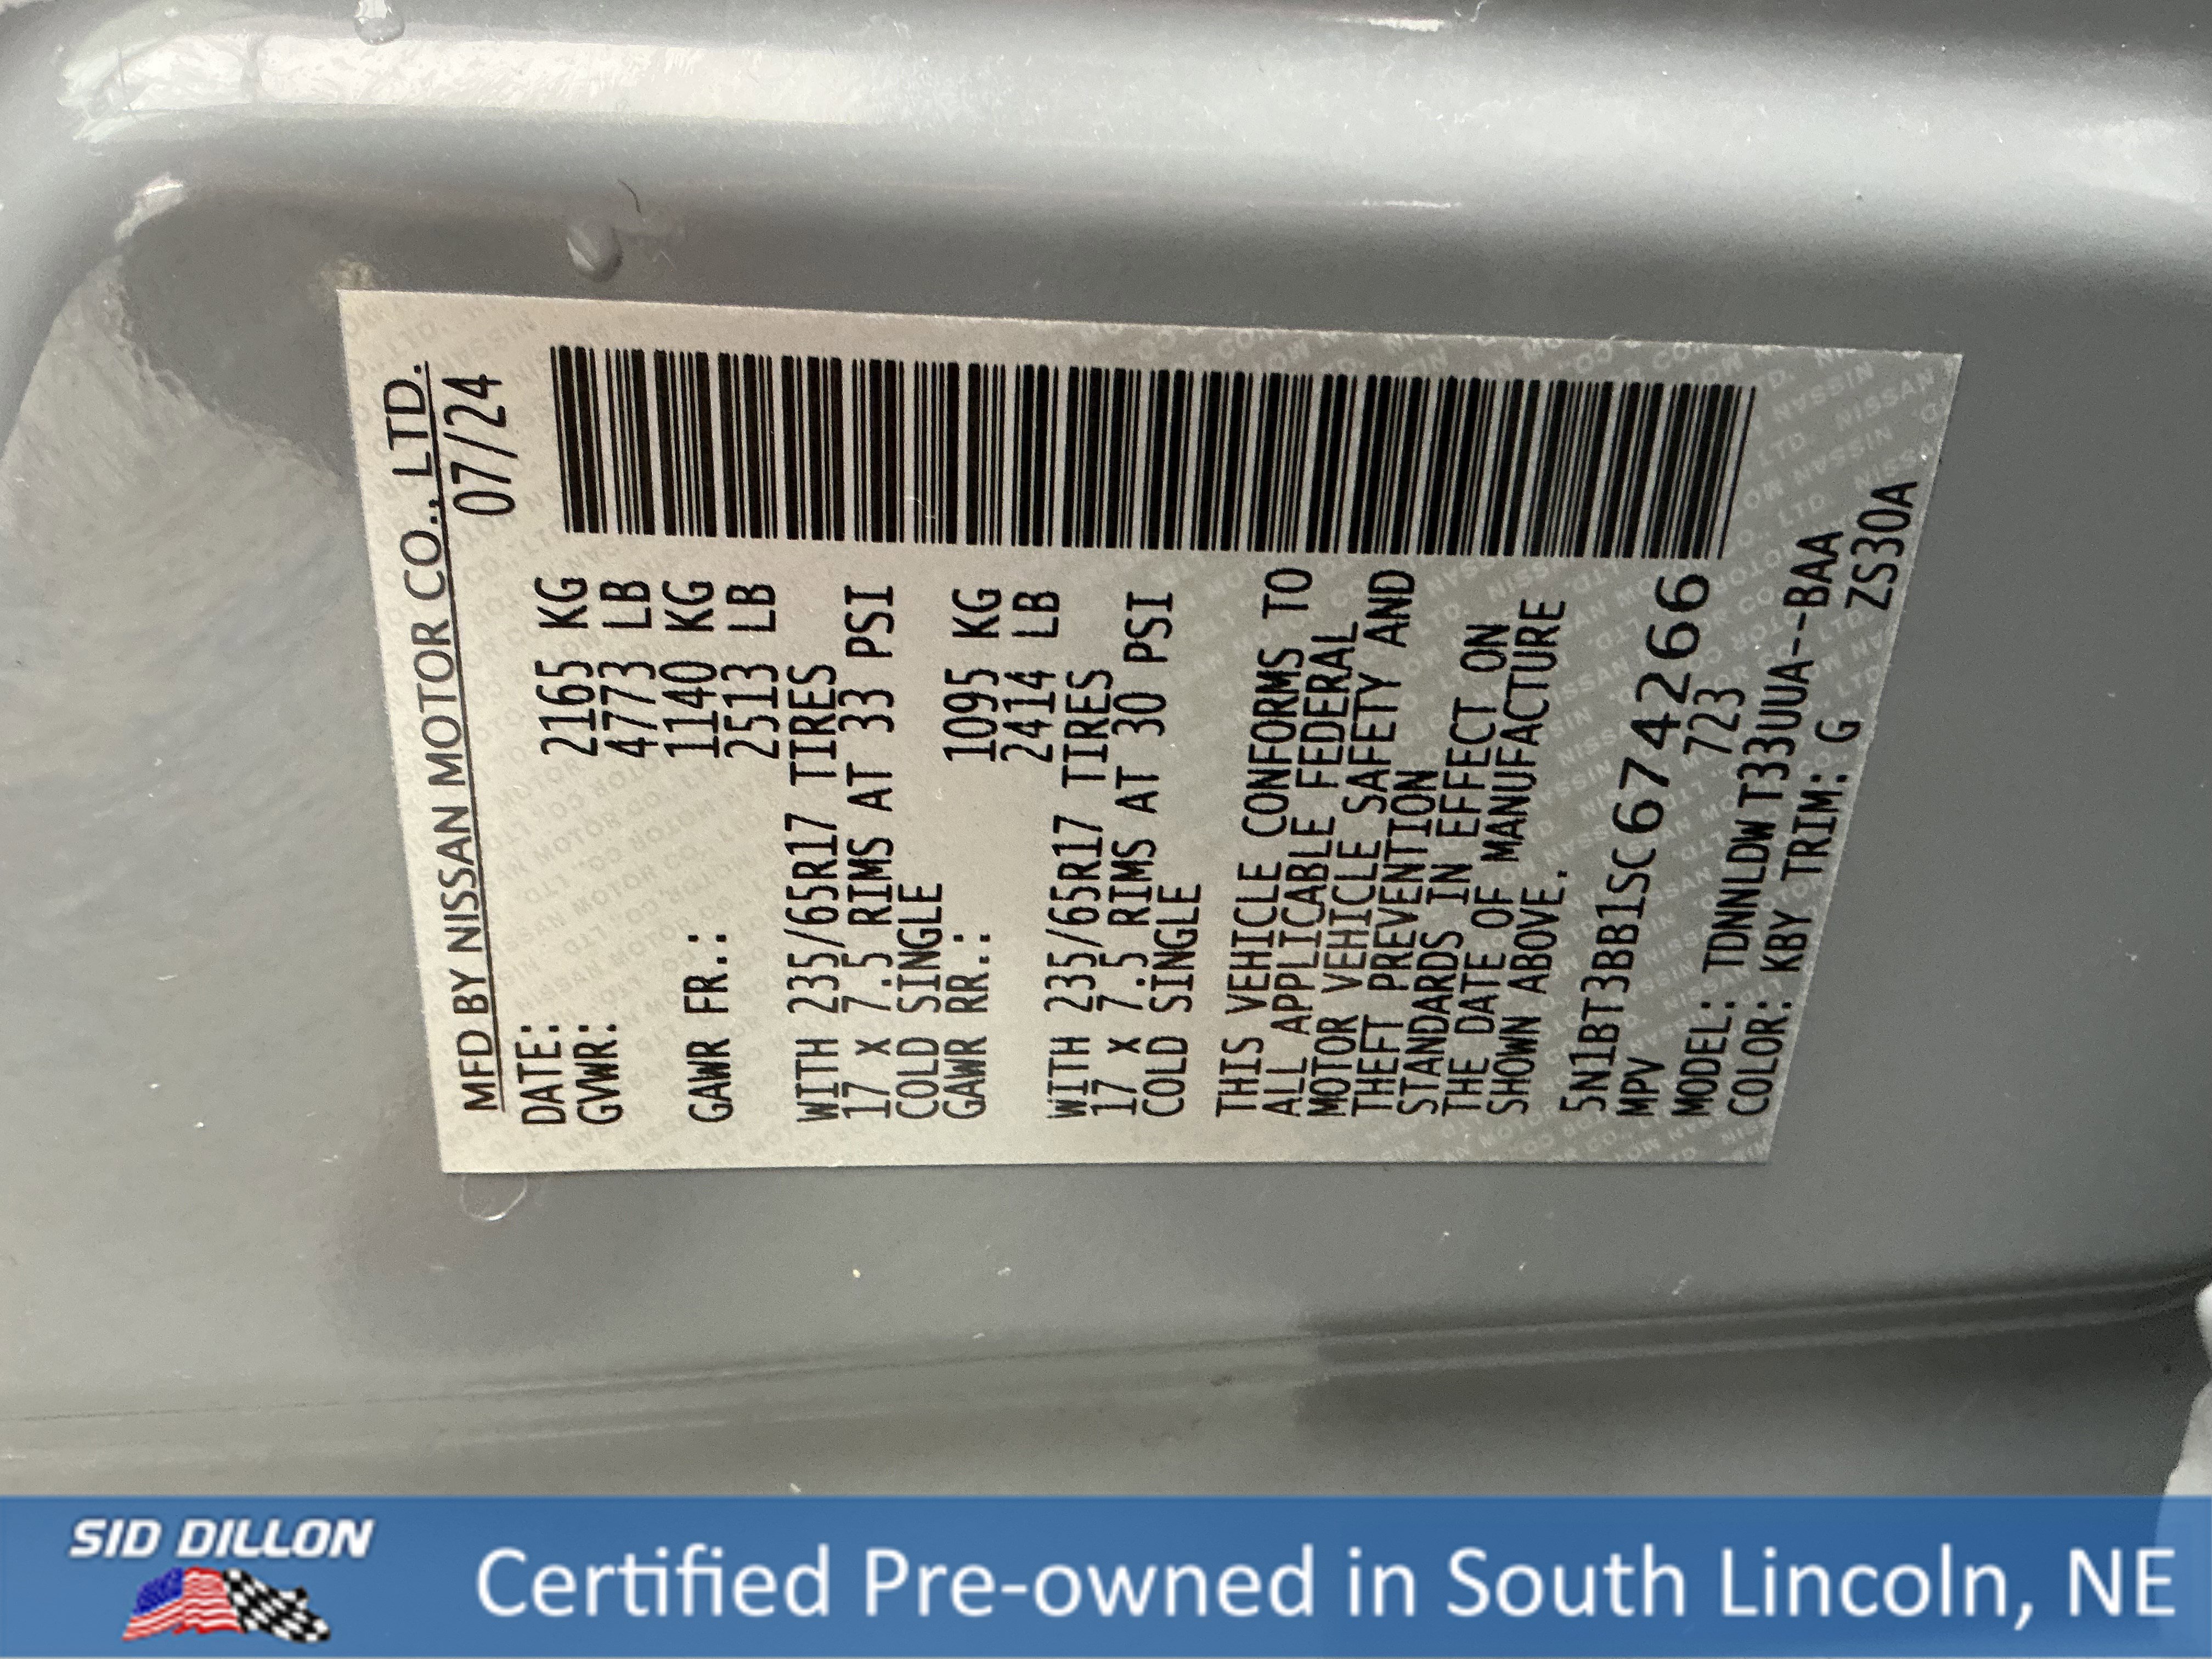 MFD BY NISSAN MOTOR CO., LTD.
DATE: 07/24
GVWR: 2165 KG
4773 LB
GAWR FR.: 1140 KG
2513 LB
WITH 235/65R17 TIRES
17 x 7.5 RIMS AT 33 PSI
COLD SINGLE
GAWR RR.: 1095 KG
2414 LB
WITH 235/65R17 TIRES
17 x 7.5 RIMS AT 30 PSI
COLD SINGLE
THIS VEHICLE CONFORMS TO
ALL APPLICABLE FEDERAL
MOTOR VEHICLE SAFETY AND
THEFT PREVENTION
STANDARDS IN EFFECT ON
THE DATE OF MANUFACTURE
SHOWN ABOVE.
5N1BT3BB1SC674266
MPV 723
MODEL: TDNNLDWT33UUA--BAA
COLOR: KBY TRIM: G ZS30A
SID DILLON
Certified Pre-owned in South Lincoln, NE